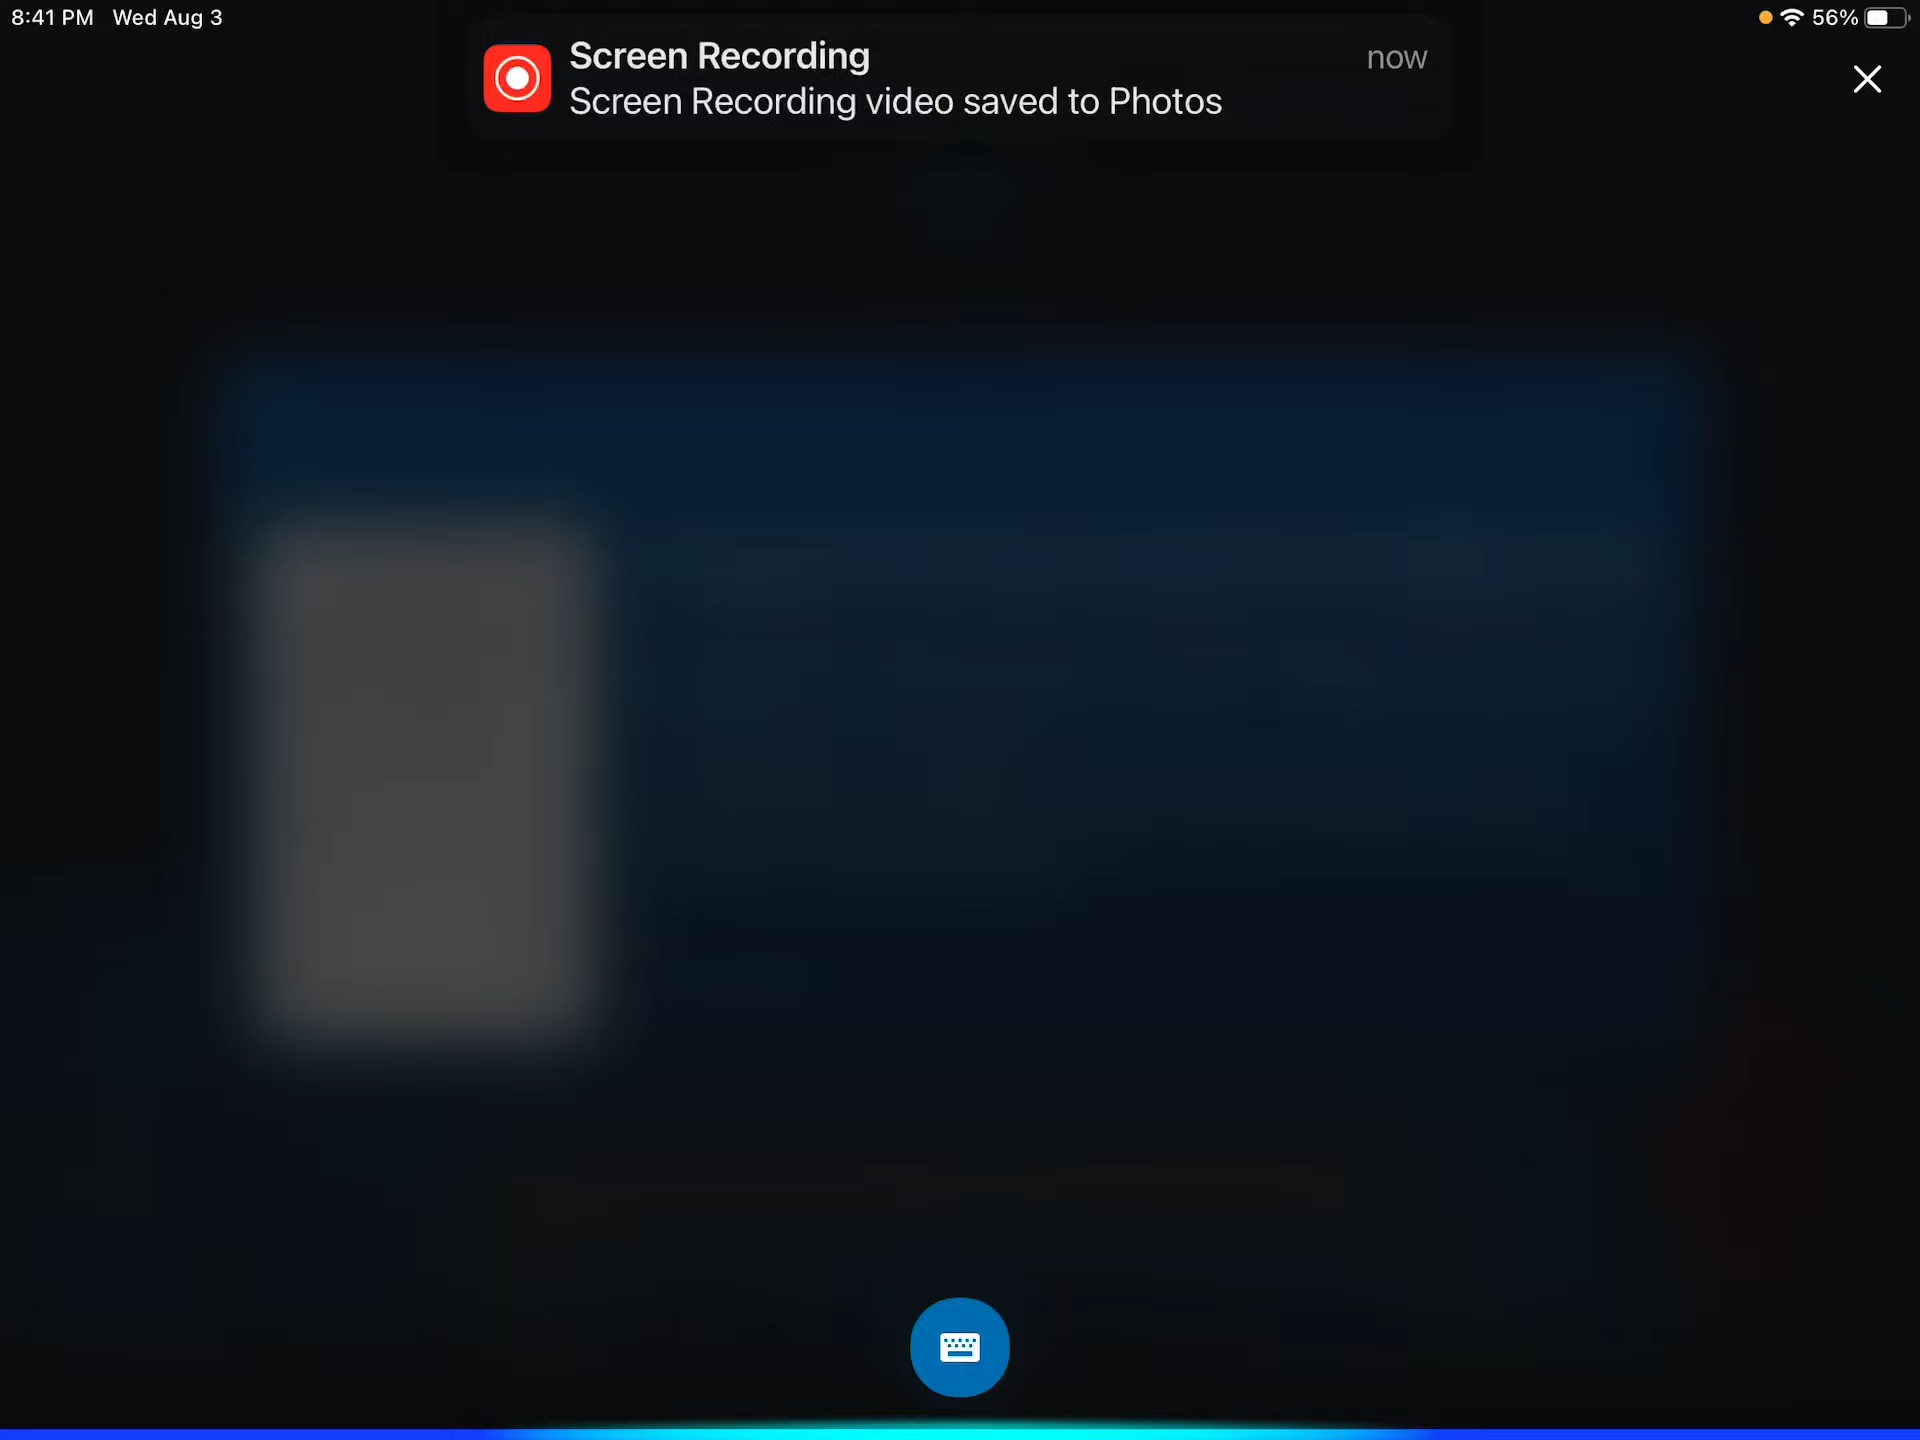 8:41 PM Wed Aug 3
56%
Screen Recording
now
Screen Recording video saved to Photos